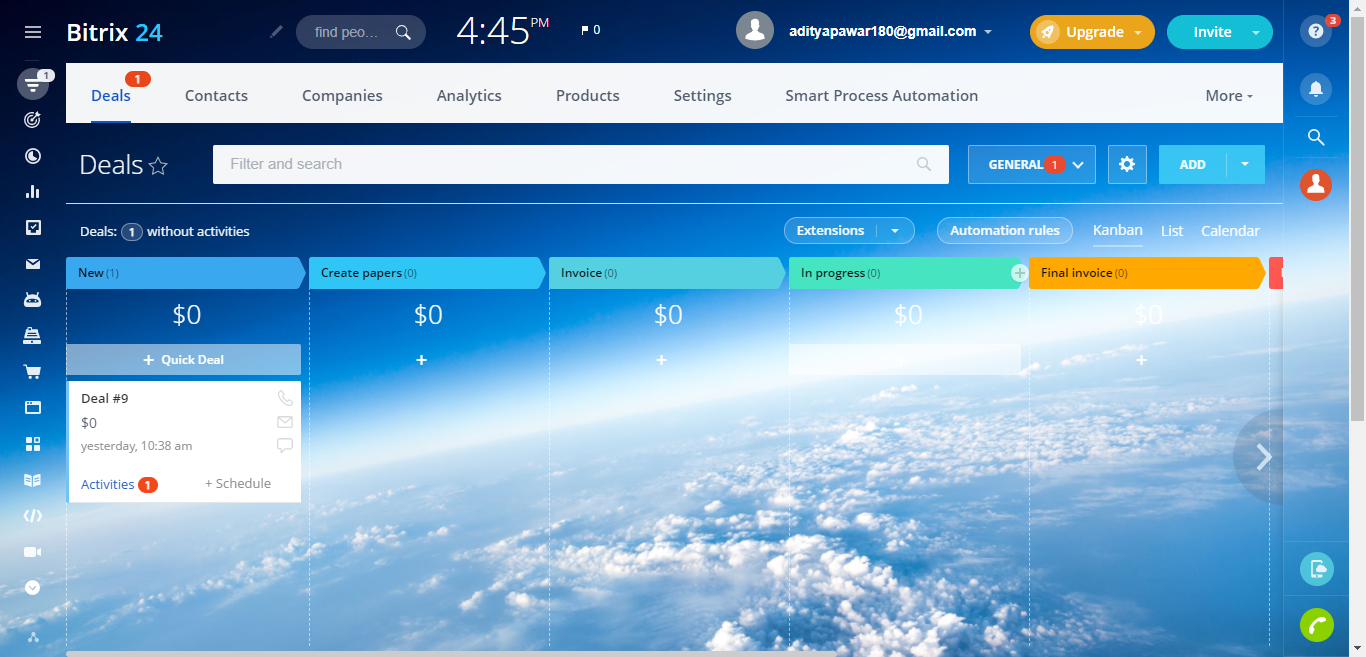 Bitrix 24
find peo...
4:45 PM
0
adityapawar180@gmail.com
Upgrade
Invite
3
1
Deals 1
Contacts
Companies
Analytics
Products
Settings
Smart Process Automation
More
Deals
Filter and search
GENERAL 1
ADD
Deals: 1 without activities
Extensions
Automation rules
Kanban
List
Calendar
New (1)
Create papers (0)
Invoice (0)
In progress (0)
Final invoice (0)
$0
$0
$0
$0
$0
+ Quick Deal
+
+
+
Deal #9
$0
yesterday, 10:38 am
Activities 1
+ Schedule